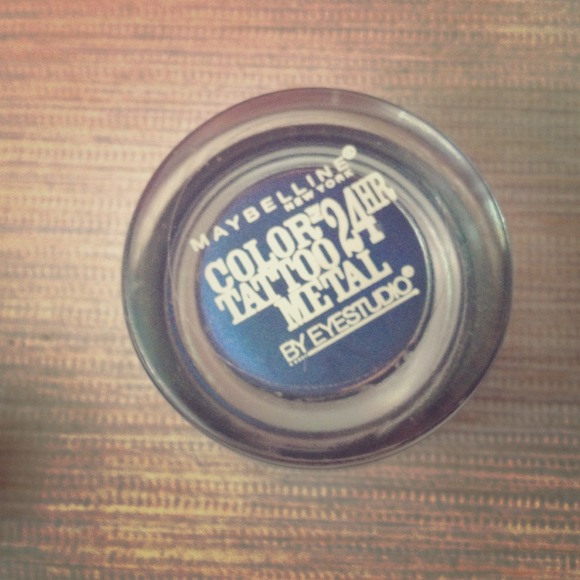 MAYBELLINE®
NEW YORK
COLOR 24HR
TATTOO
METAL
BY EYESTUDIO®